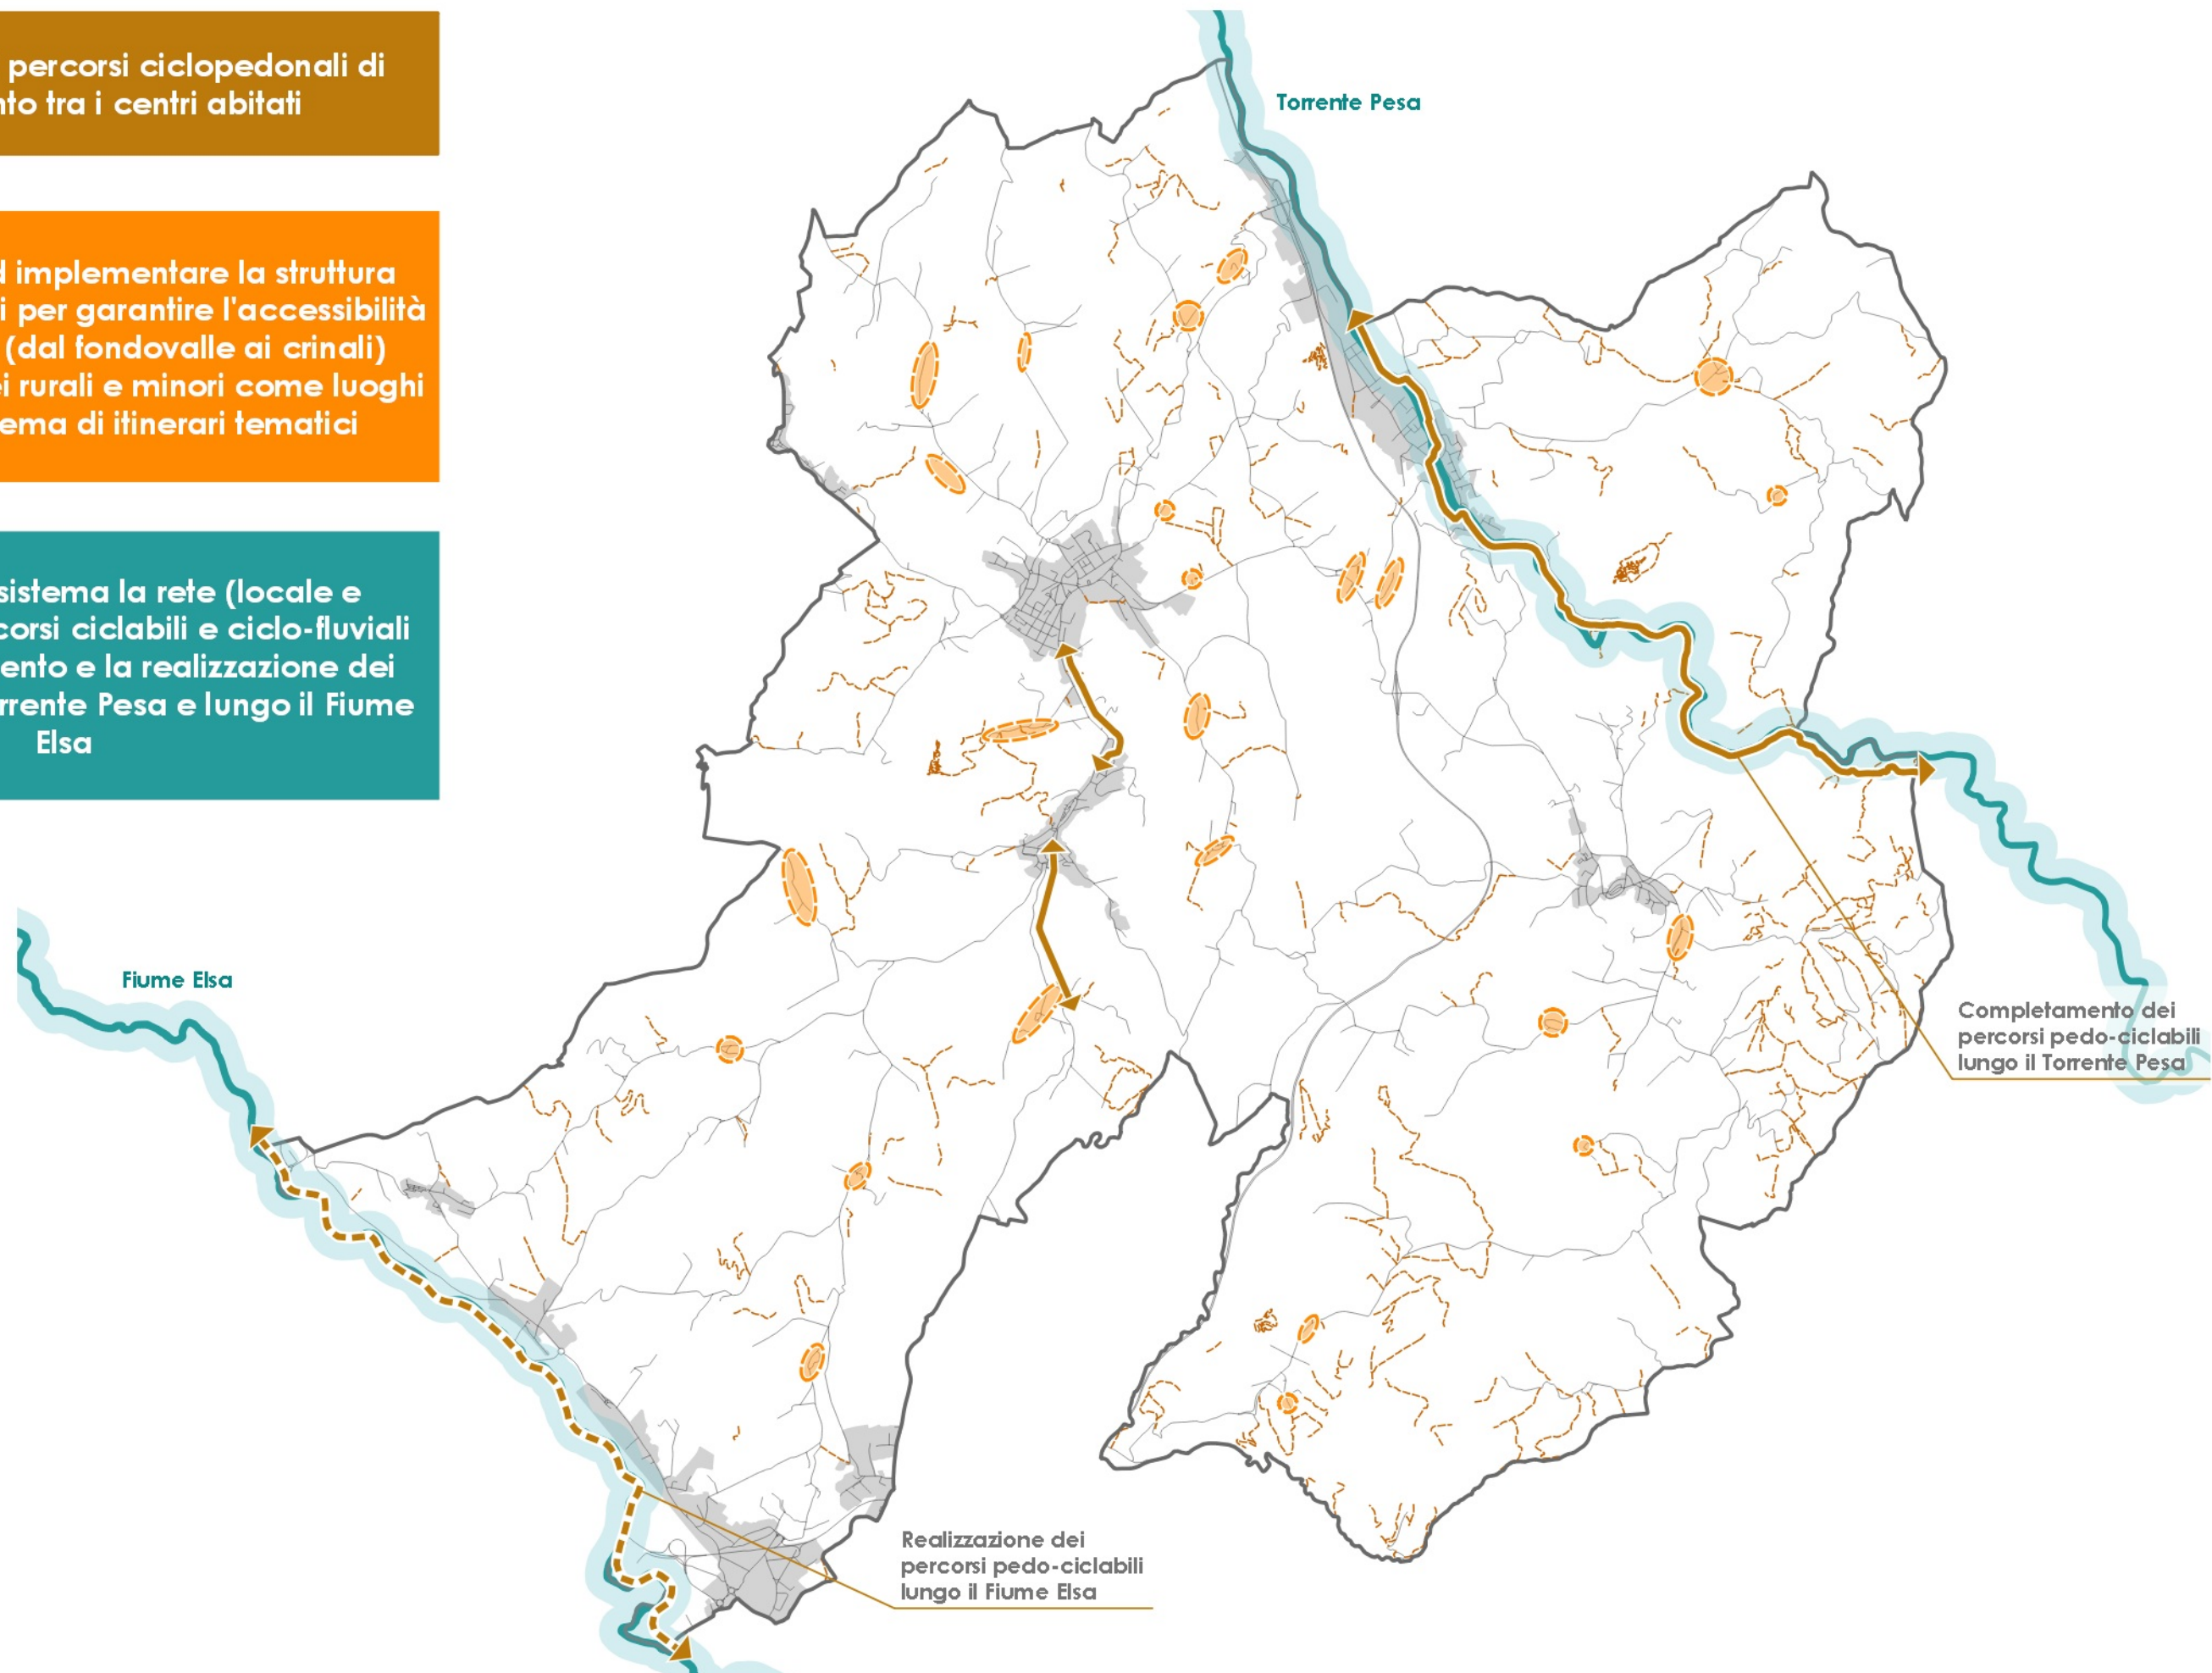 percorsi ciclopedonali di
nto tra i centri abitati
implementare la struttura
i per garantire l'accessibilità
(dal fondovalle ai crinali)
ei rurali e minori come luoghi
ema di itinerari tematici
sistema la rete (locale e
corsi ciclabili e ciclo-fluviali
ento e la realizzazione dei
rrente Pesa e lungo il Fiume
Elsa
Torrente Pesa
Fiume Elsa
Completamento dei
percorsi pedo-ciclabili
lungo il Torrente Pesa
Realizzazione dei
percorsi pedo-ciclabili
lungo il Fiume Elsa